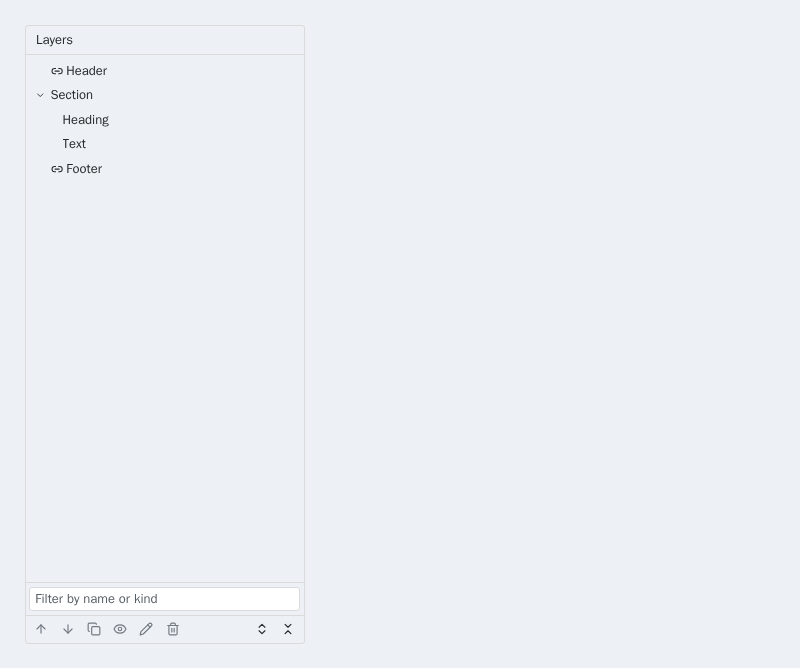 Layers
Header
Section
Heading
Text
Footer
Filter by name or kind